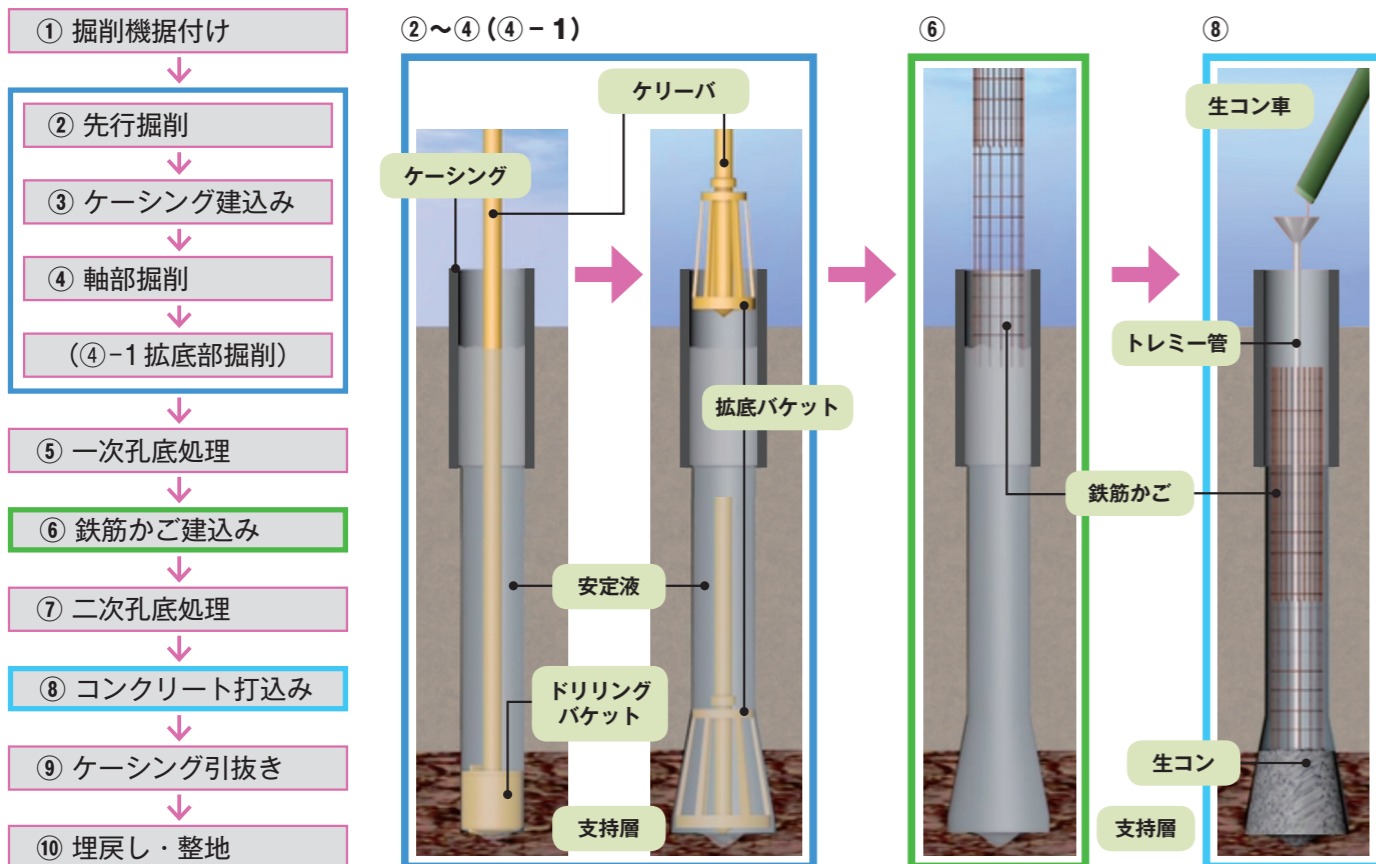 ① 掘削機据付け
② 先行掘削
③ ケーシング建込み
④ 軸部掘削
(④-1 拡底部掘削)
⑤ 一次孔底処理
⑥ 鉄筋かご建込み
⑦ 二次孔底処理
⑧ コンクリート打込み
⑨ ケーシング引抜き
⑩ 埋戻し・整地
②〜④ (④-1)
ケリーバ
ケーシング
拡底バケット
安定液
ドリリング
バケット
支持層
⑥
鉄筋かご
支持層
⑧
生コン車
トレミー管
生コン